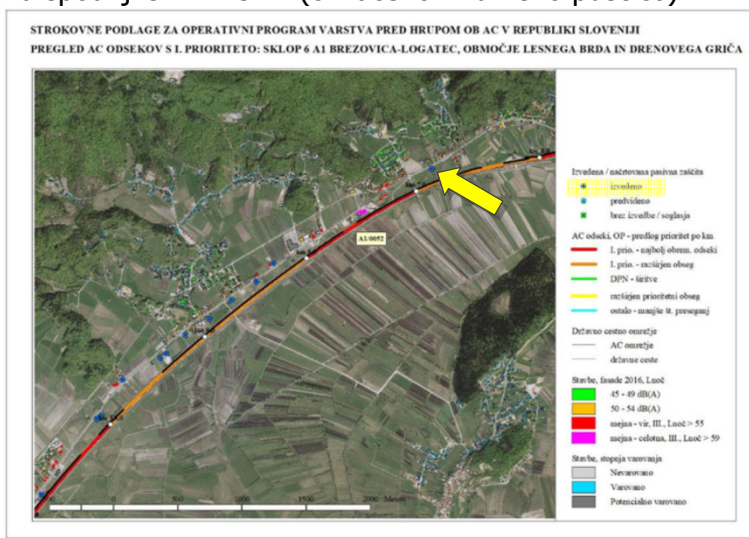 STROKOVNE PODLAGE ZA OPERATIVNI PROGRAM VARSTVA PRED HRUPOM OB AC V REPUBLIKI SLOVENIJI
PREGLED AC ODSEKOV S I. PRIORITETO: SKLOP 6 A1 BREZOVICA-LOGATEC, OBMOČJE LESNEGA BRDA IN DRENOVEGA GRIČA
A1/0052
0 500 1000 2000 Meters
Izvedena / načrtovana pasivna zaščita
izvedeno
predvideno
brez izvedbe / soglasja
AC odseki, OP - predlog prioritet po km
I. prio. - najbolj obrem. odseki
I. prio. - razširjen obseg
DPN - širitve
razširjen prioritetni obseg
ostalo - manjše št. preseganj
Državno cestno omrežje
AC omrežje
državne ceste
Stavbe, fasade 2016, Lnoč
45 - 49 dB(A)
50 - 54 dB(A)
mejna - vir, III., Lnoč > 55
mejna - celotna, III., Lnoč > 59
Stavbe, stopnja varovanja
Nevarovano
Varovano
Potencialno varovano